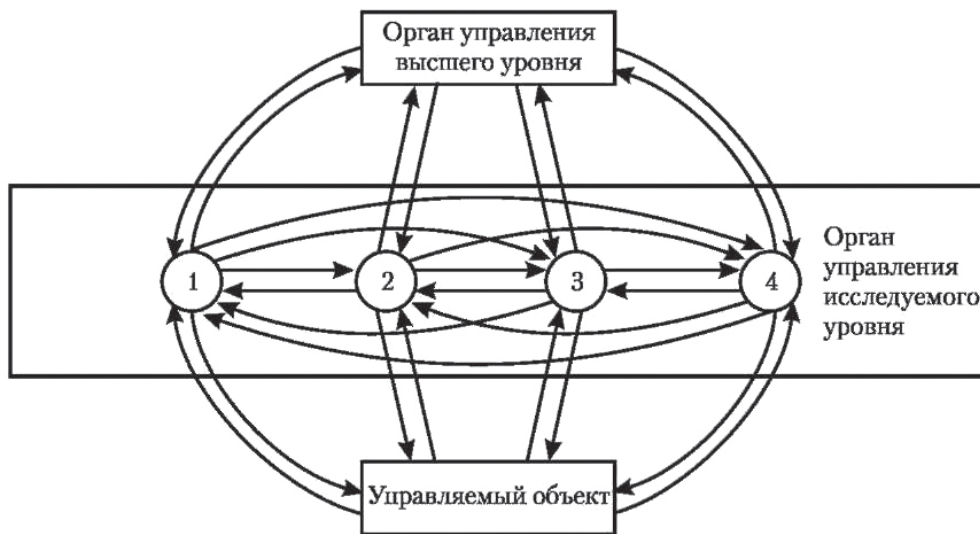 Орган управления
высшего уровня
1
2
3
4
Орган
управления
исследуемого
уровня
Управляемый объект